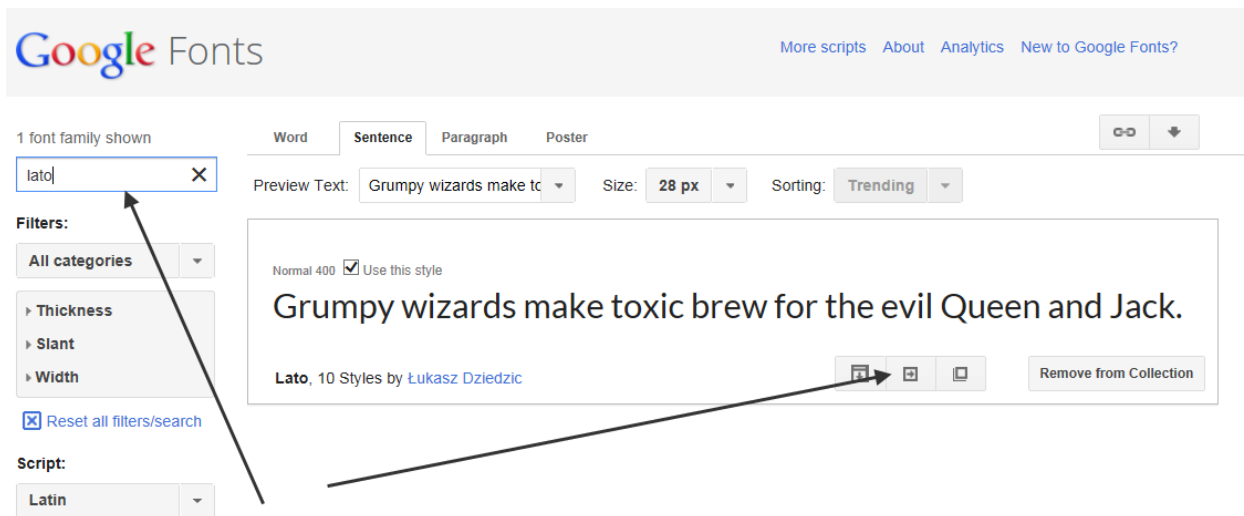 Google Fonts
More scripts About Analytics New to Google Fonts?
1 font family shown
Word Sentence Paragraph Poster
lato
Preview Text: Grumpy wizards make to Size: 28 px Sorting: Trending
Filters:
All categories
Normal 400 Use this style
Thickness
Grumpy wizards make toxic brew for the evil Queen and Jack.
Slant
Width
Lato, 10 Styles by Łukasz Dziedzic
Remove from Collection
Reset all filters/search
Script:
Latin